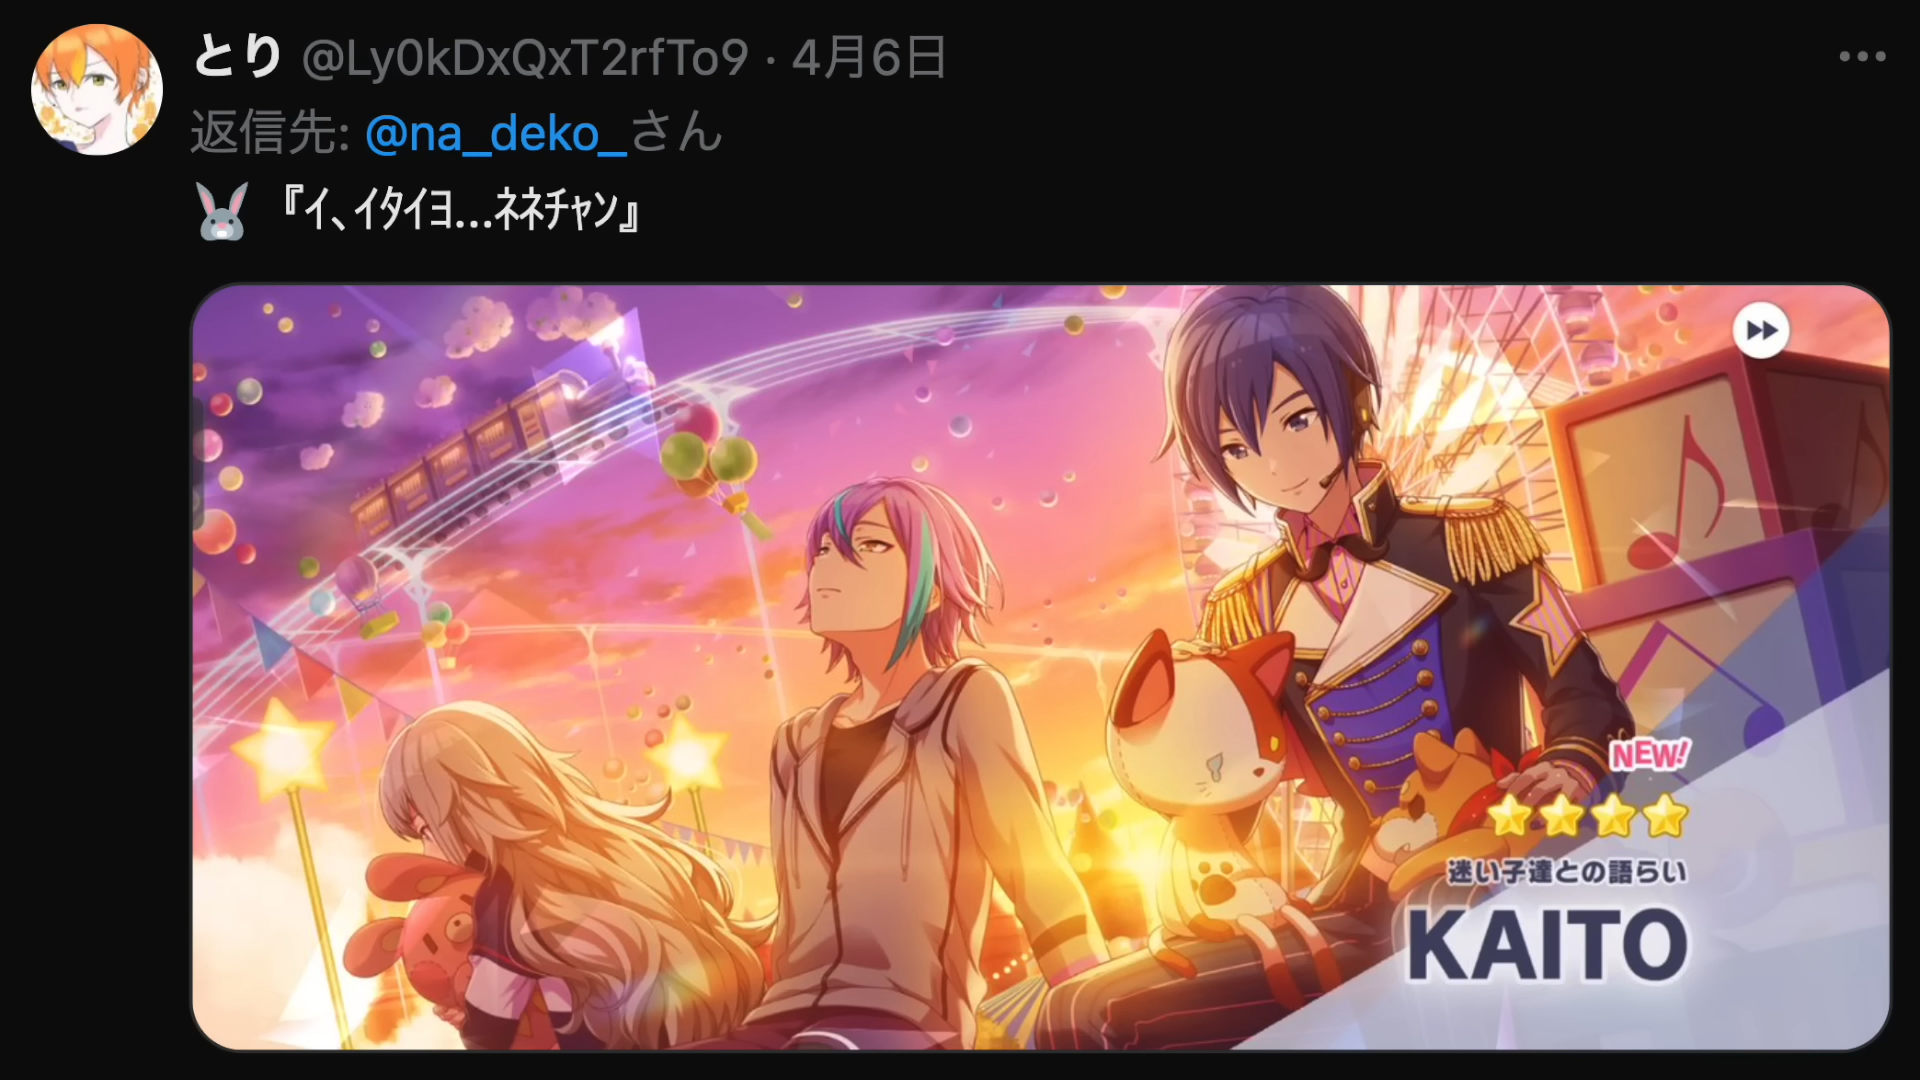 とり @Ly0kDxQxT2rfTo9 · 4月6日
返信先: @na_deko_さん
🐰『ｲ､ｲﾀｲﾖ...ﾈﾈﾁｬﾝ』
NEW!
迷い子達との語らい
KAITO